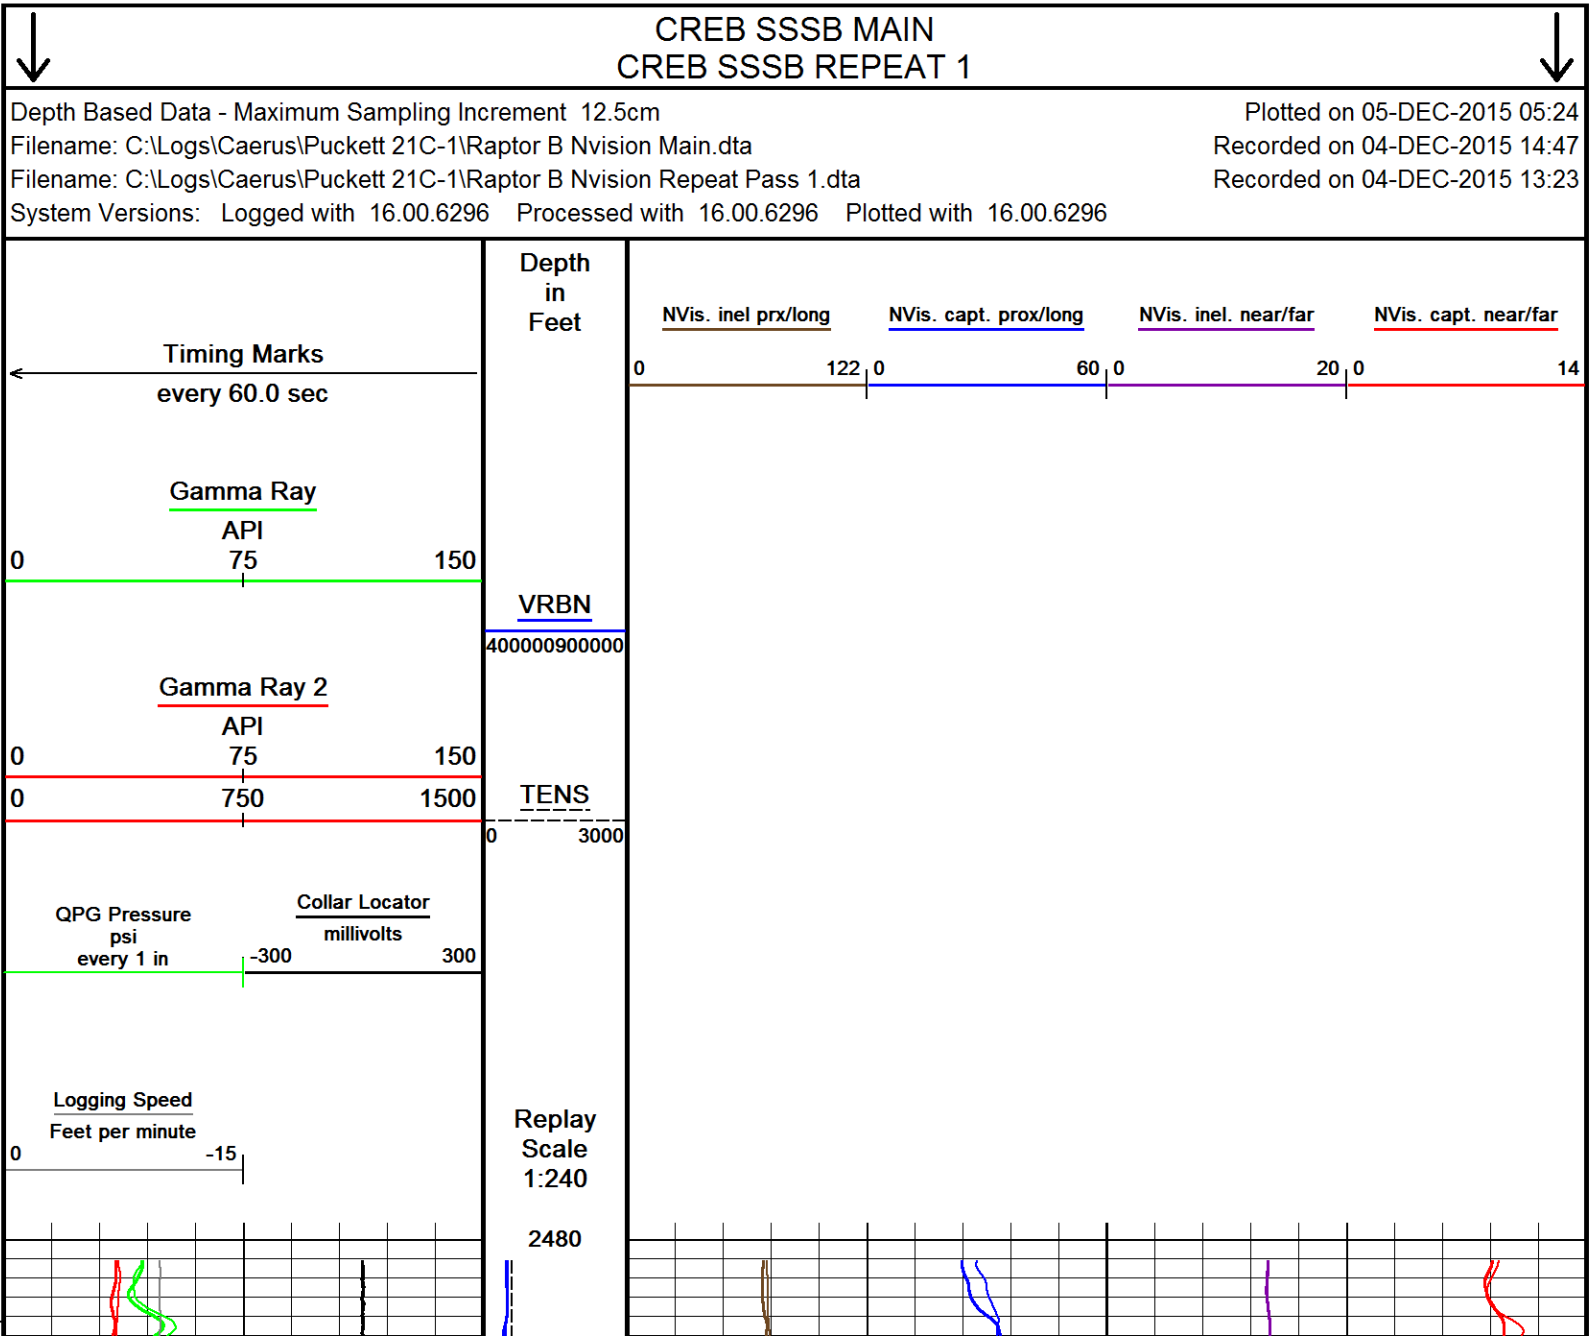 CREB SSSB MAIN
CREB SSSB REPEAT 1
Depth Based Data - Maximum Sampling Increment 12.5cm
Plotted on 05-DEC-2015 05:24
Filename: C:\Logs\Caerus\Puckett 21C-1\Raptor B Nvision Main.dta
Recorded on 04-DEC-2015 14:47
Filename: C:\Logs\Caerus\Puckett 21C-1\Raptor B Nvision Repeat Pass 1.dta
Recorded on 04-DEC-2015 13:23
System Versions: Logged with 16.00.6296 Processed with 16.00.6296 Plotted with 16.00.6296
Timing Marks
every 60.0 sec
Gamma Ray
API
0 75 150
Gamma Ray 2
API
0 75 150
0 750 1500
QPG Pressure
psi
every 1 in
Collar Locator
millivolts
-300 300
Logging Speed
Feet per minute
0 -15
Depth
in
Feet
VRBN
400000900000
TENS
0 3000
Replay
Scale
1:240
2480
NVis. inel prx/long
0 122
NVis. capt. prox/long
0 60
NVis. inel. near/far
0 20
NVis. capt. near/far
0 14